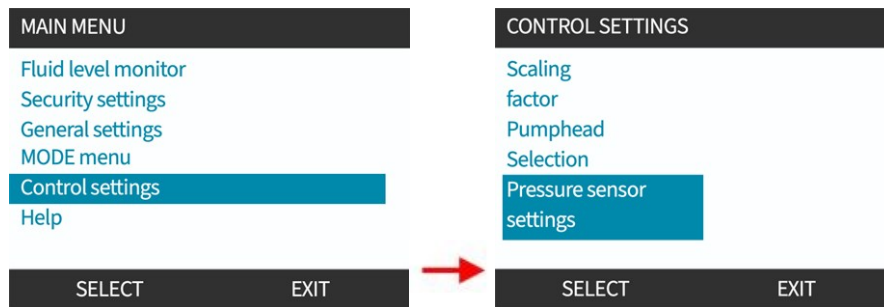 MAIN MENU
Fluid level monitor
Security settings
General settings
MODE menu
Control settings
Help
SELECT EXIT
CONTROL SETTINGS
Scaling
factor
Pumphead
Selection
Pressure sensor
settings
SELECT EXIT